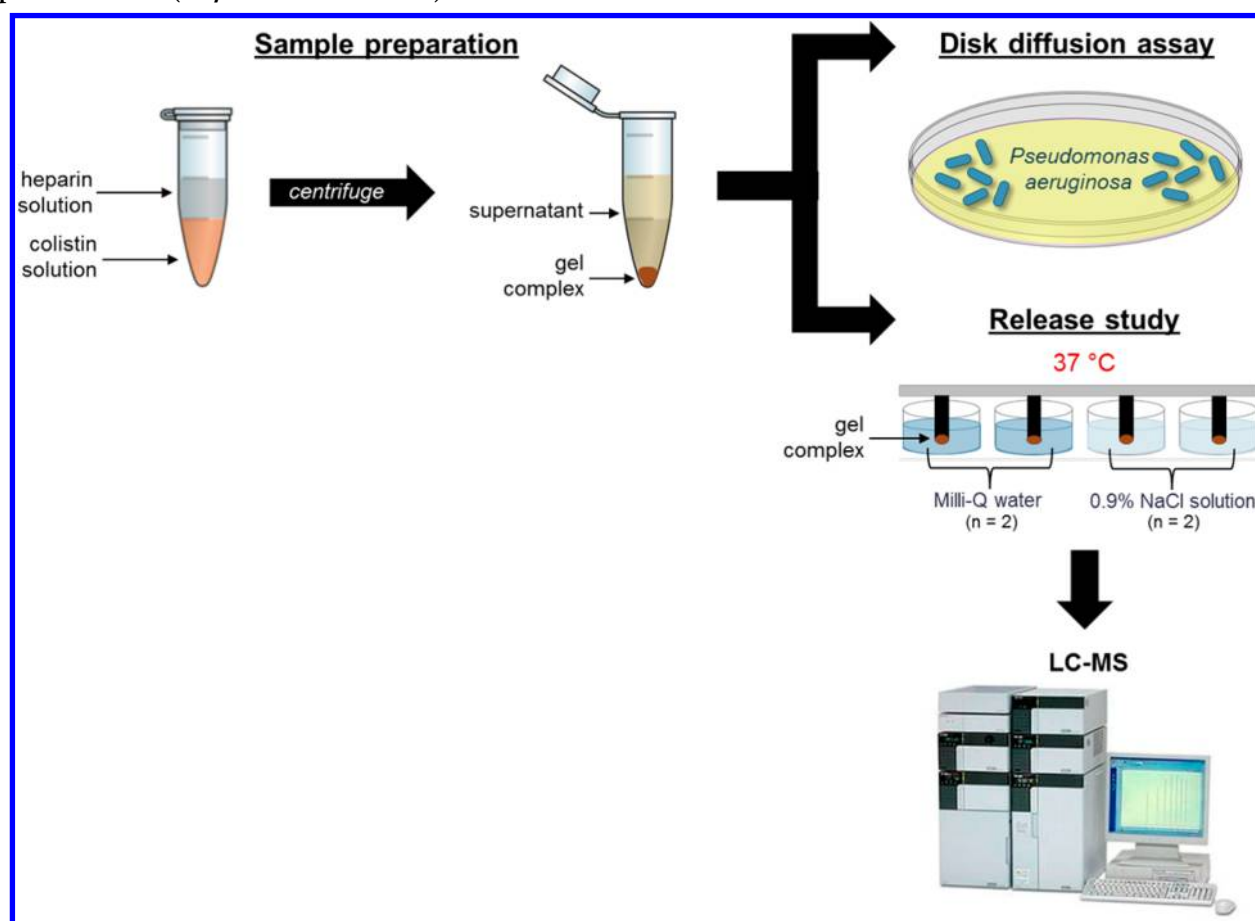 Sample preparation
heparin
solution
colistin
solution
centrifuge
supernatant
gel
complex
Disk diffusion assay
Pseudomonas
aeruginosa
Release study
37 °C
gel
complex
Milli-Q water
(n = 2)
0.9% NaCl solution
(n = 2)
LC-MS